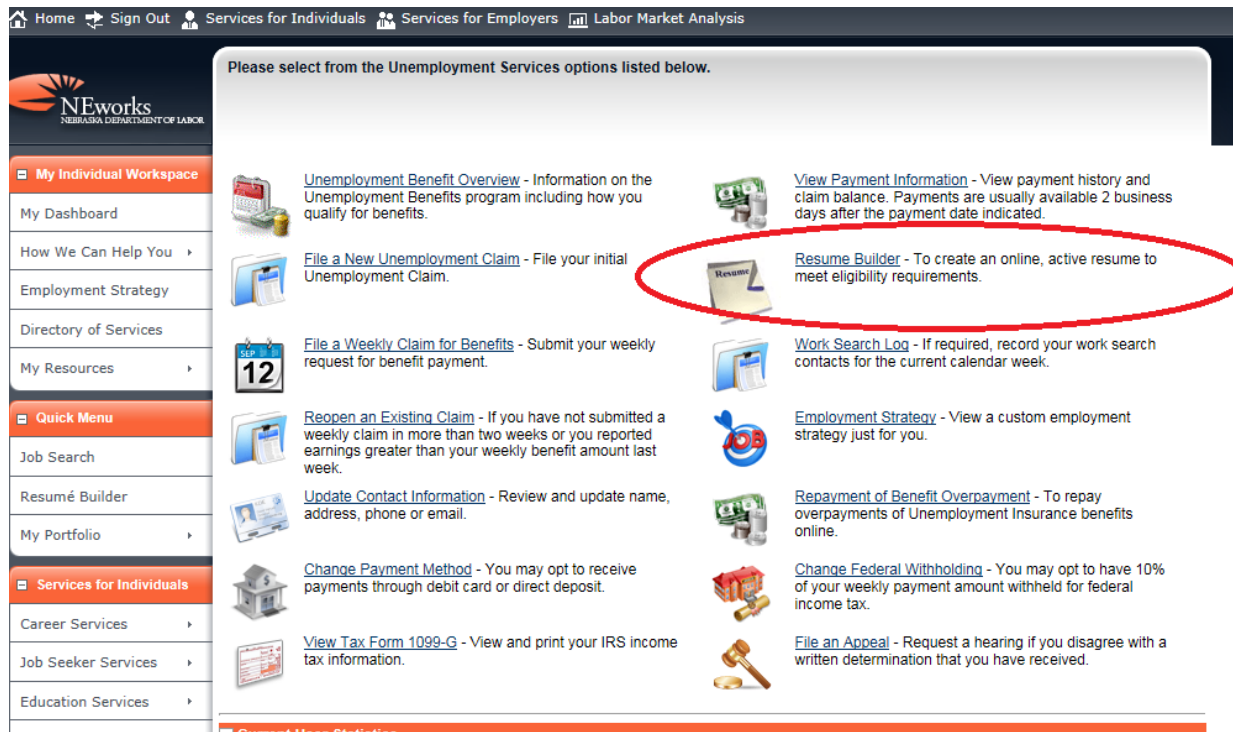 Home Sign Out Services for Individuals Services for Employers Labor Market Analysis
NEworks
NEBRASKA DEPARTMENT OF LABOR
My Individual Workspace
My Dashboard
How We Can Help You
Employment Strategy
Directory of Services
My Resources
Quick Menu
Job Search
Resumé Builder
My Portfolio
Services for Individuals
Career Services
Job Seeker Services
Education Services
Please select from the Unemployment Services options listed below.
Unemployment Benefit Overview - Information on the
Unemployment Benefits program including how you
qualify for benefits.
View Payment Information - View payment history and
claim balance. Payments are usually available 2 business
days after the payment date indicated.
File a New Unemployment Claim - File your initial
Unemployment Claim.
Resume
Resume Builder - To create an online, active resume to
meet eligibility requirements.
SEP
12
File a Weekly Claim for Benefits - Submit your weekly
request for benefit payment.
Work Search Log - If required, record your work search
contacts for the current calendar week.
Reopen an Existing Claim - If you have not submitted a
weekly claim in more than two weeks or you reported
earnings greater than your weekly benefit amount last
week.
JOB
Employment Strategy - View a custom employment
strategy just for you.
Update Contact Information - Review and update name,
address, phone or email.
Repayment of Benefit Overpayment - To repay
overpayments of Unemployment Insurance benefits
online.
Change Payment Method - You may opt to receive
payments through debit card or direct deposit.
Change Federal Withholding - You may opt to have 10%
of your weekly payment amount withheld for federal
income tax.
View Tax Form 1099-G - View and print your IRS income
tax information.
File an Appeal - Request a hearing if you disagree with a
written determination that you have received.